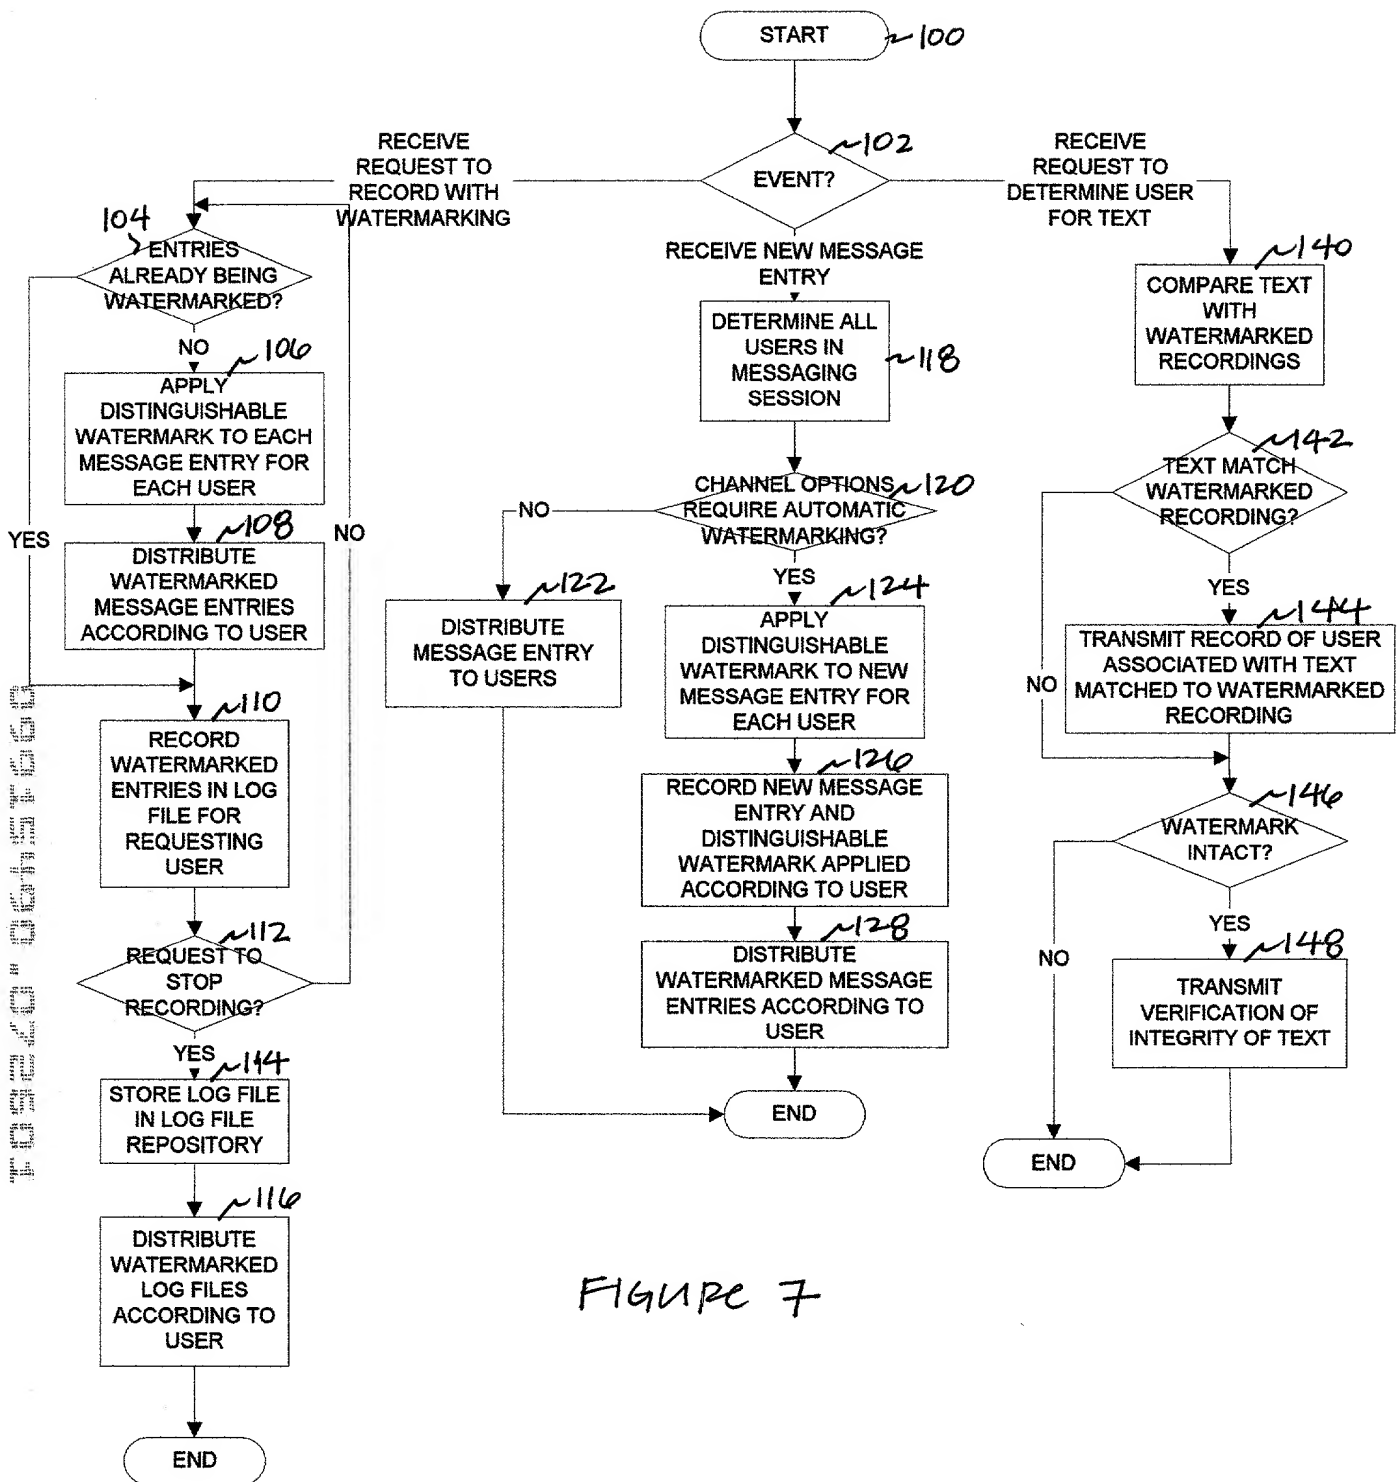 START
~100
~102
EVENT?
RECEIVE
REQUEST TO
RECORD WITH
WATERMARKING
104
ENTRIES
ALREADY BEING
WATERMARKED?
NO
YES
~106
APPLY
DISTINGUISHABLE
WATERMARK TO EACH
MESSAGE ENTRY FOR
EACH USER
~108
DISTRIBUTE
WATERMARKED
MESSAGE ENTRIES
ACCORDING TO USER
~110
RECORD
WATERMARKED
ENTRIES IN LOG
FILE FOR
REQUESTING
USER
~112
REQUEST TO
STOP
RECORDING?
NO
YES
~114
STORE LOG FILE
IN LOG FILE
REPOSITORY
~116
DISTRIBUTE
WATERMARKED
LOG FILES
ACCORDING TO
USER
END
RECEIVE NEW MESSAGE
ENTRY
DETERMINE ALL
USERS IN
MESSAGING
SESSION
~118
CHANNEL OPTIONS
REQUIRE AUTOMATIC
WATERMARKING?
~120
NO
~122
DISTRIBUTE
MESSAGE ENTRY
TO USERS
YES
~124
APPLY
DISTINGUISHABLE
WATERMARK TO NEW
MESSAGE ENTRY FOR
EACH USER
~126
RECORD NEW MESSAGE
ENTRY AND
DISTINGUISHABLE
WATERMARK APPLIED
ACCORDING TO USER
~128
DISTRIBUTE
WATERMARKED MESSAGE
ENTRIES ACCORDING TO
USER
END
RECEIVE
REQUEST TO
DETERMINE USER
FOR TEXT
~140
COMPARE TEXT
WITH
WATERMARKED
RECORDINGS
~142
TEXT MATCH
WATERMARKED
RECORDING?
YES
NO
~144
TRANSMIT RECORD OF USER
ASSOCIATED WITH TEXT
MATCHED TO WATERMARKED
RECORDING
~146
WATERMARK
INTACT?
YES
NO
~148
TRANSMIT
VERIFICATION OF
INTEGRITY OF TEXT
END
FIGURE 7